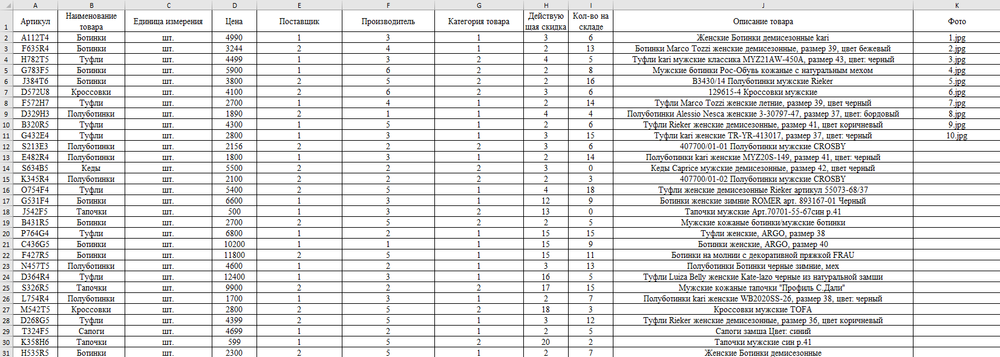 A B C D E F G H I J K
1 Артикул Наименование товара Единица измерения Цена Поставщик Производитель Категория товара Действующая скидка Кол-во на складе Описание товара Фото
2 A112T4 Ботинки шт. 4990 1 3 1 3 6 Женские Ботинки демисезонные kari 1.jpg
3 F635R4 Ботинки шт. 3244 2 4 1 2 13 Ботинки Marco Tozzi женские демисезонные, размер 39, цвет бежевый 2.jpg
4 H782T5 Туфли шт. 4499 1 3 2 4 5 Туфли kari мужские классика MYZ21AW-450A, размер 43, цвет: черный 3.jpg
5 G783F5 Ботинки шт. 5900 1 6 2 2 8 Мужские ботинки Рос-Обувь кожаные с натуральным мехом 4.jpg
6 J384T6 Ботинки шт. 3800 2 5 2 2 16 B3430/14 Полуботинки мужские Rieker 5.jpg
7 D572U8 Кроссовки шт. 4100 2 6 2 3 6 129615-4 Кроссовки мужские 6.jpg
8 F572H7 Туфли шт. 2700 1 4 1 2 14 Туфли Marco Tozzi женские летние, размер 39, цвет черный 7.jpg
9 D329H3 Полуботинки шт. 1890 2 1 1 4 4 Полуботинки Alessio Nesca женские 3-30797-47, размер 37, цвет: бордовый 8.jpg
10 B320R5 Туфли шт. 4300 1 5 1 2 6 Туфли Rieker женские демисезонные, размер 41, цвет коричневый 9.jpg
11 G432E4 Туфли шт. 2800 1 3 1 3 15 Туфли kari женские TR-YR-413017, размер 37, цвет: черный 10.jpg
12 S213E3 Полуботинки шт. 2156 2 2 2 3 6 407700/01-01 Полуботинки мужские CROSBY
13 E482R4 Полуботинки шт. 1800 1 3 1 2 14 Полуботинки kari женские MYZ20S-149, размер 41, цвет: черный
14 S634B5 Кеды шт. 5500 2 2 2 3 0 Кеды Caprice мужские демисезонные, размер 42, цвет черный
15 K345R4 Полуботинки шт. 2100 2 2 2 2 3 407700/01-02 Полуботинки мужские CROSBY
16 O754F4 Туфли шт. 5400 2 5 1 4 18 Туфли женские демисезонные Rieker артикул 55073-68/37
17 G531F4 Ботинки шт. 6600 1 3 1 12 9 Ботинки женские зимние ROMER арт. 893167-01 Черный
18 J542F5 Тапочки шт. 500 1 3 2 13 0 Тапочки мужские Арт.70701-55-67син р.41
19 B431R5 Ботинки шт. 2700 2 5 2 2 5 Мужские кожаные ботинки/мужские ботинки
20 P764G4 Туфли шт. 6800 1 2 1 15 15 Туфли женские, ARGO, размер 38
21 C436G5 Ботинки шт. 10200 1 1 1 15 9 Ботинки женские, ARGO, размер 40
22 F427R5 Ботинки шт. 11800 2 5 1 15 11 Ботинки на молнии с декоративной пряжкой FRAU
23 N457T5 Полуботинки шт. 4600 1 2 1 3 13 Полуботинки Ботинки черные зимние, мех
24 D364R4 Туфли шт. 12400 1 3 1 16 5 Туфли Luiza Belly женские Kate-lazo черные из натуральной замши
25 S326R5 Тапочки шт. 9900 2 2 2 17 15 Мужские кожаные тапочки "Профиль С.Дали"
26 L754R4 Полуботинки шт. 1700 1 3 1 2 7 Полуботинки kari женские WB2020SS-26, размер 38, цвет: черный
27 M542T5 Кроссовки шт. 2800 2 5 2 18 3 Кроссовки мужские TOFA
28 D268G5 Туфли шт. 4399 2 5 1 3 12 Туфли Rieker женские демисезонные, размер 36, цвет коричневый
29 T324F5 Сапоги шт. 4699 1 2 1 2 5 Сапоги замша Цвет: синий
30 K358H6 Тапочки шт. 599 1 5 2 20 2 Тапочки мужские син р.41
31 H535R5 Ботинки шт. 2300 2 5 1 2 7 Женские Ботинки демисезонные